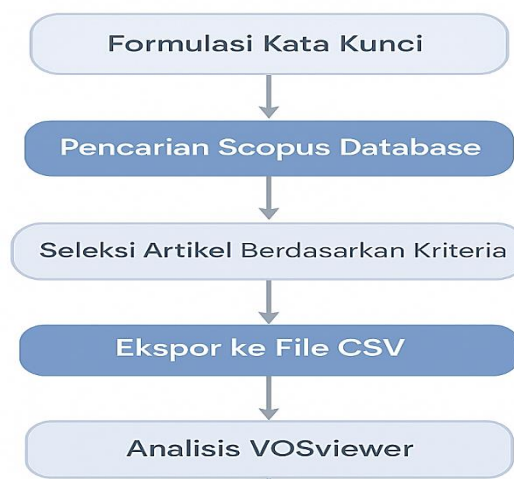 Formulasi Kata Kunci
Pencarian Scopus Database
Seleksi Artikel Berdasarkan Kriteria
Ekspor ke File CSV
Analisis VOSviewer